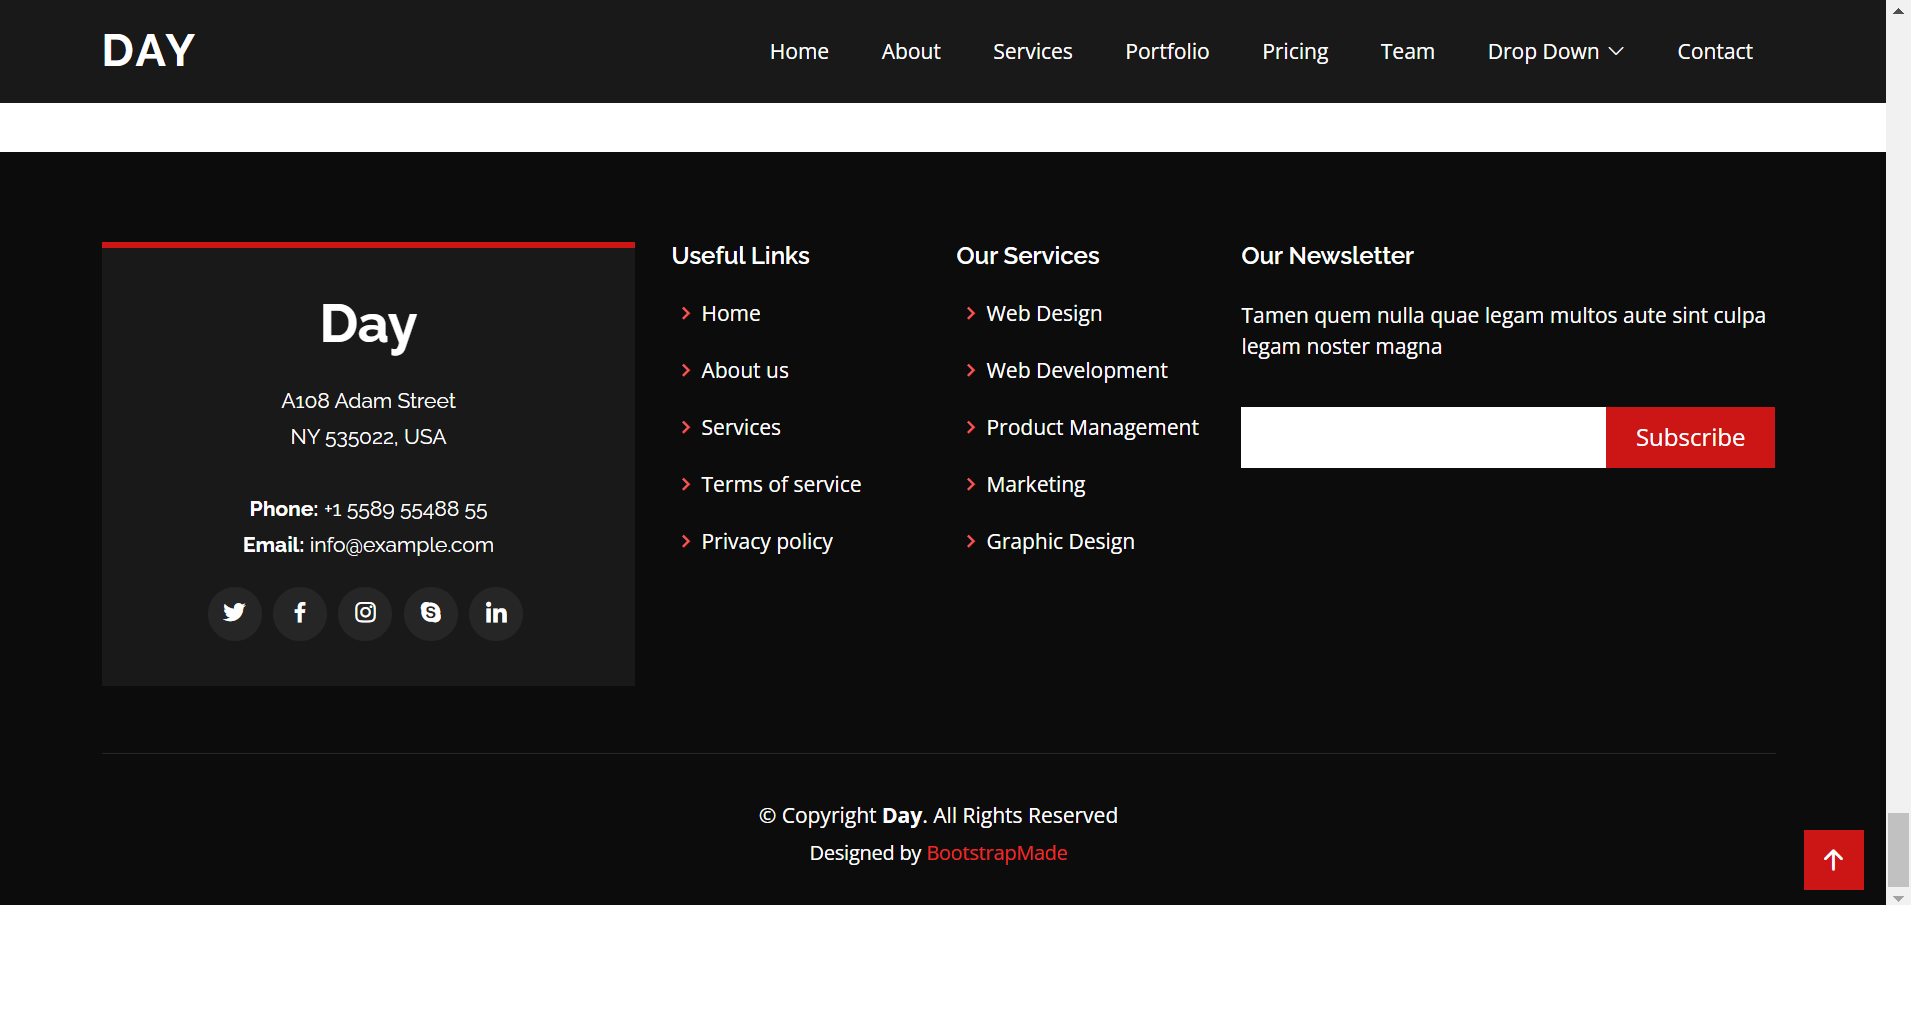 DAY
Home About Services Portfolio Pricing Team Drop Down Contact
Day
A108 Adam Street
NY 535022, USA
Phone: +1 5589 55488 55
Email: info@example.com
Useful Links
Home
About us
Services
Terms of service
Privacy policy
Our Services
Web Design
Web Development
Product Management
Marketing
Graphic Design
Our Newsletter
Tamen quem nulla quae legam multos aute sint culpa
legam noster magna
Subscribe
© Copyright Day. All Rights Reserved
Designed by BootstrapMade